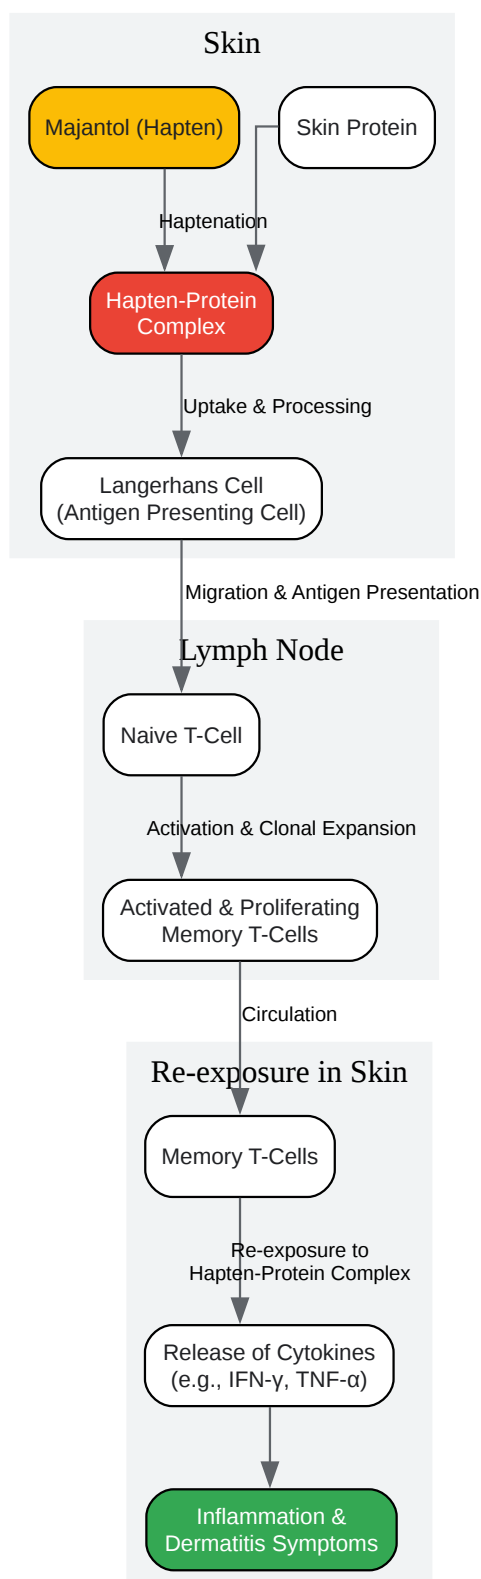 Skin
Majantol (Hapten)
Skin Protein
Haptenation
Hapten-Protein
Complex
Uptake & Processing
Langerhans Cell
(Antigen Presenting Cell)
Migration & Antigen Presentation
Lymph Node
Naive T-Cell
Activation & Clonal Expansion
Activated & Proliferating
Memory T-Cells
Circulation
Re-exposure in Skin
Memory T-Cells
Re-exposure to
Hapten-Protein Complex
Release of Cytokines
(e.g., IFN-γ, TNF-α)
Inflammation &
Dermatitis Symptoms